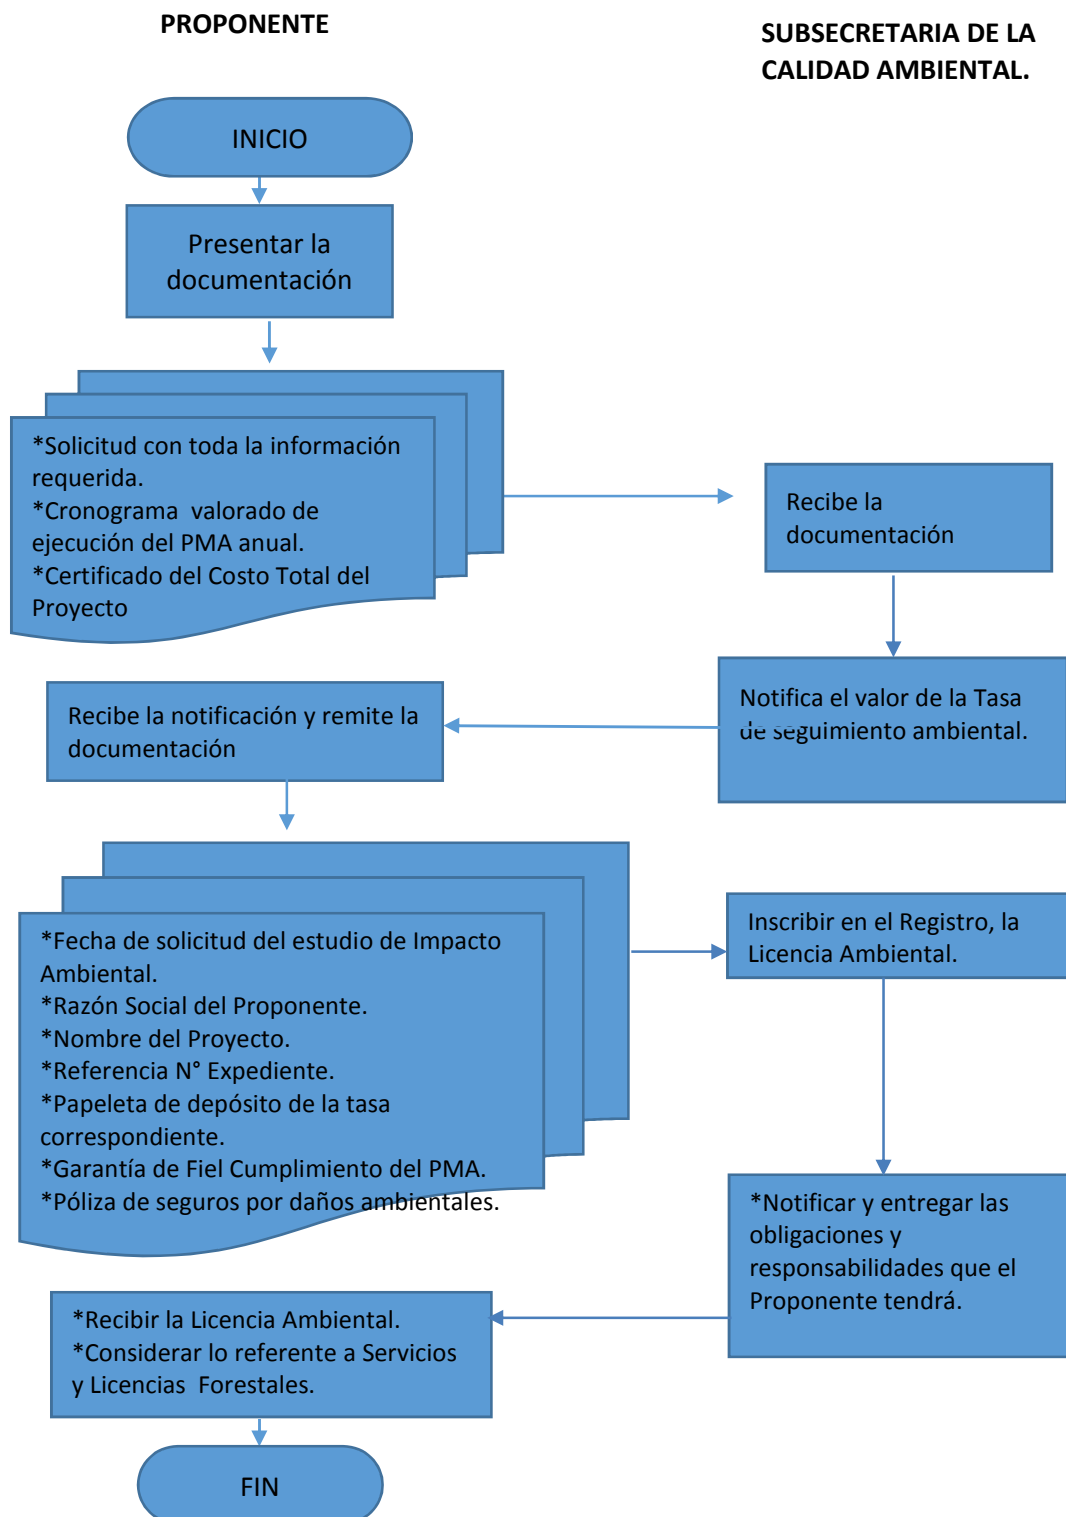 PROPONENTE
SUBSECRETARIA DE LA
CALIDAD AMBIENTAL.
INICIO
Presentar la
documentación
*Solicitud con toda la información
requerida.
*Cronograma  valorado de
ejecución del PMA anual.
*Certificado del Costo Total del
Proyecto
Recibe la
documentación
Notifica el valor de la Tasa
de seguimiento ambiental.
Recibe la notificación y remite la
documentación
*Fecha de solicitud del estudio de Impacto
Ambiental.
*Razón Social del Proponente.
*Nombre del Proyecto.
*Referencia N° Expediente.
*Papeleta de depósito de la tasa
correspondiente.
*Garantía de Fiel Cumplimiento del PMA.
*Póliza de seguros por daños ambientales.
Inscribir en el Registro, la
Licencia Ambiental.
*Notificar y entregar las
obligaciones y
responsabilidades que el
Proponente tendrá.
*Recibir la Licencia Ambiental.
*Considerar lo referente a Servicios
y Licencias  Forestales.
FIN